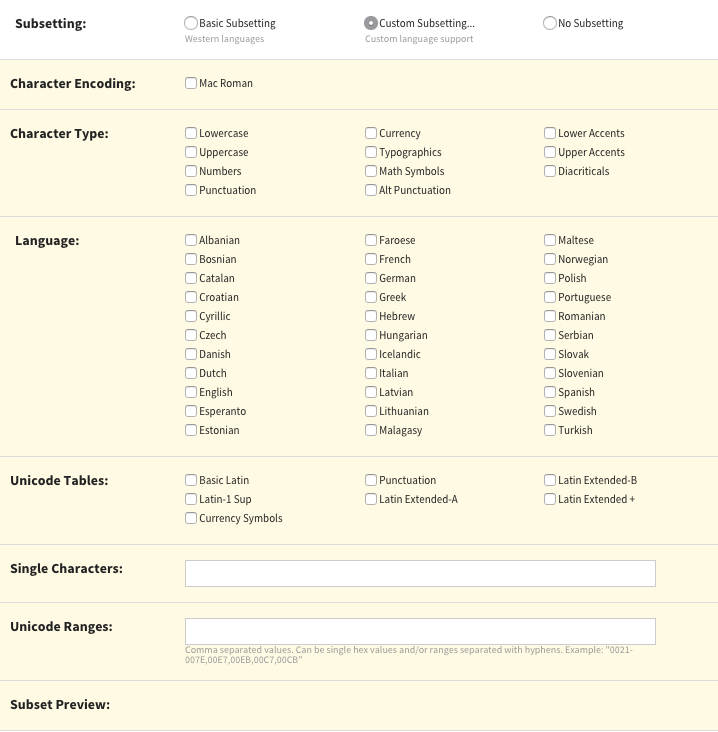 Subsetting:
Basic Subsetting
Western languages
Custom Subsetting...
Custom language support
No Subsetting
Character Encoding:
Mac Roman
Character Type:
Lowercase
Uppercase
Numbers
Punctuation
Currency
Typographics
Math Symbols
Alt Punctuation
Lower Accents
Upper Accents
Diacriticals
Language:
Albanian
Bosnian
Catalan
Croatian
Cyrillic
Czech
Danish
Dutch
English
Esperanto
Estonian
Faroese
French
German
Greek
Hebrew
Hungarian
Icelandic
Italian
Latvian
Lithuanian
Malagasy
Maltese
Norwegian
Polish
Portuguese
Romanian
Serbian
Slovak
Slovenian
Spanish
Swedish
Turkish
Unicode Tables:
Basic Latin
Latin-1 Sup
Currency Symbols
Punctuation
Latin Extended-A
Latin Extended-B
Latin Extended +
Single Characters:
Unicode Ranges:
Comma separated values. Can be single hex values and/or ranges separated with hyphens. Example: "0021-
007E,00E7,00EB,00C7,00CB"
Subset Preview: